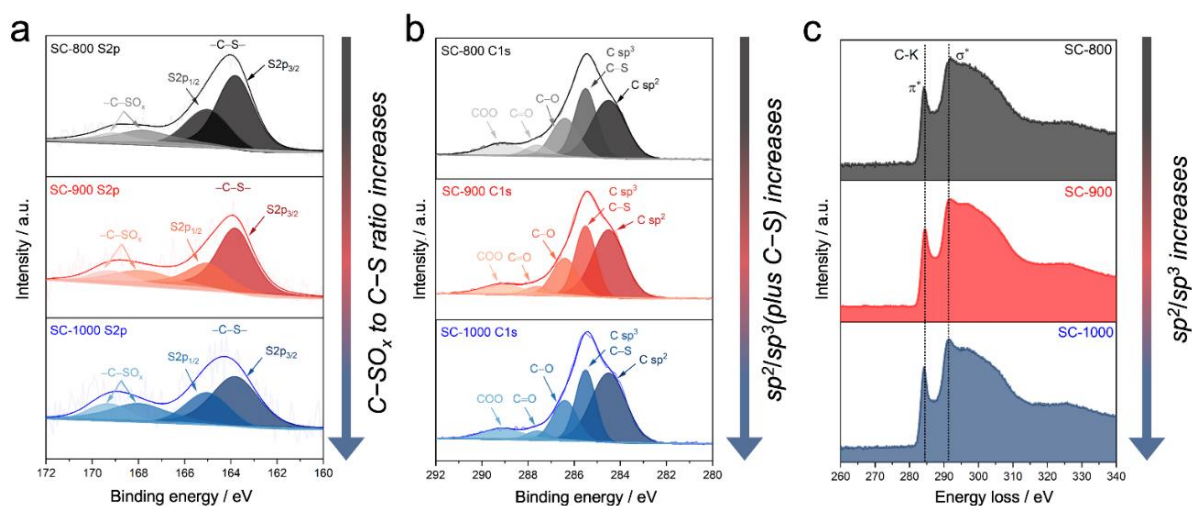 a
SC-800 S2p
–C–S–
S2p3/2
S2p1/2
–C–SOx
SC-900 S2p
–C–S–
S2p3/2
S2p1/2
–C–SOx
SC-1000 S2p
–C–S–
S2p3/2
S2p1/2
–C–SOx
Intensity / a.u.
172 170 168 166 164 162 160
Binding energy / eV
C–SOx to C–S ratio increases
b
SC-800 C1s
C sp3
C–S
C sp2
C–O
C=O
COO
SC-900 C1s
C sp3
C–S
C sp2
C–O
C=O
COO
SC-1000 C1s
C sp3
C–S
C sp2
C–O
C=O
COO
Intensity / a.u.
292 290 288 286 284 282 280
Binding energy / eV
sp2/sp3(plus C–S) increases
c
SC-800
C-K
σ*
π*
SC-900
SC-1000
Intensity / a.u.
260 270 280 290 300 310 320 330 340
Energy loss / eV
sp2/sp3 increases